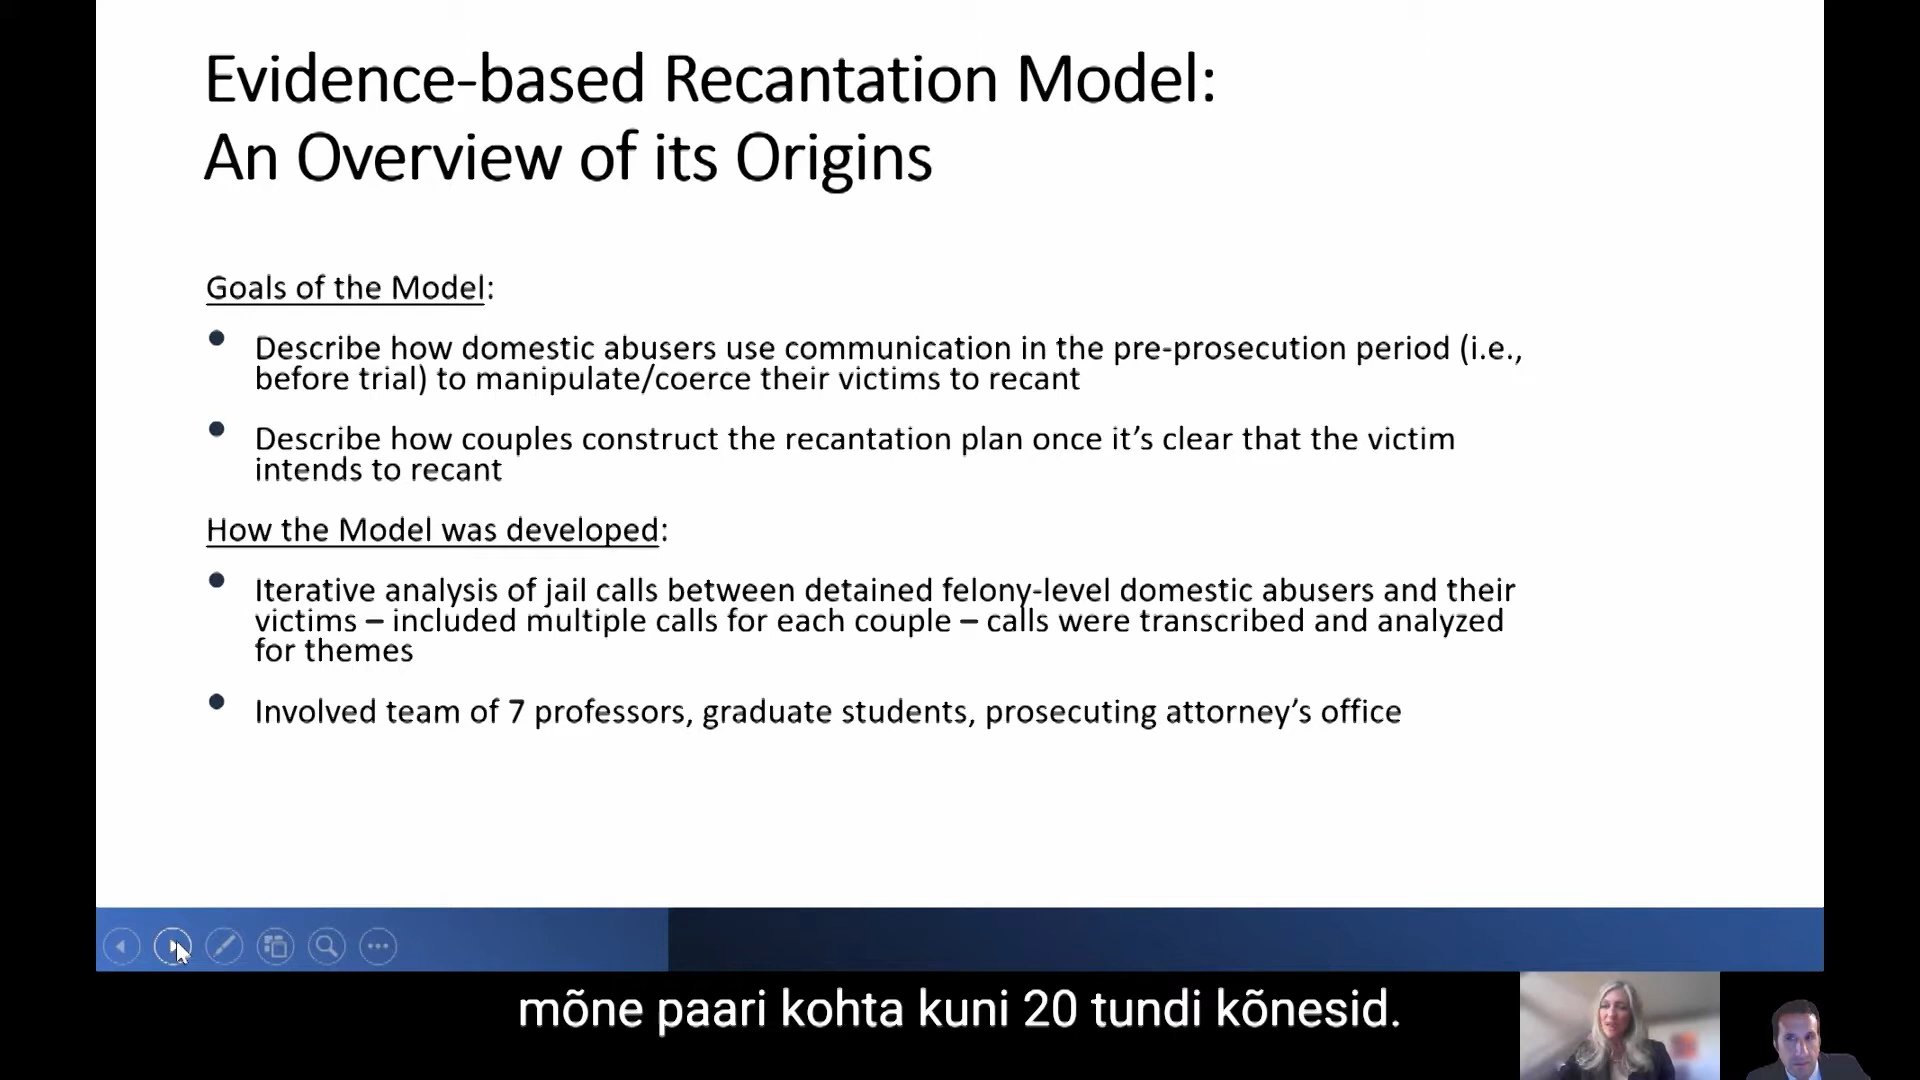 Evidence-based Recantation Model:
An Overview of its Origins
Goals of the Model:
• Describe how domestic abusers use communication in the pre-prosecution period (i.e.,
before trial) to manipulate/coerce their victims to recant
• Describe how couples construct the recantation plan once it’s clear that the victim
intends to recant
How the Model was developed:
• Iterative analysis of jail calls between detained felony-level domestic abusers and their
victims – included multiple calls for each couple – calls were transcribed and analyzed
for themes
• Involved team of 7 professors, graduate students, prosecuting attorney’s office
mõne paari kohta kuni 20 tundi kõnesid.